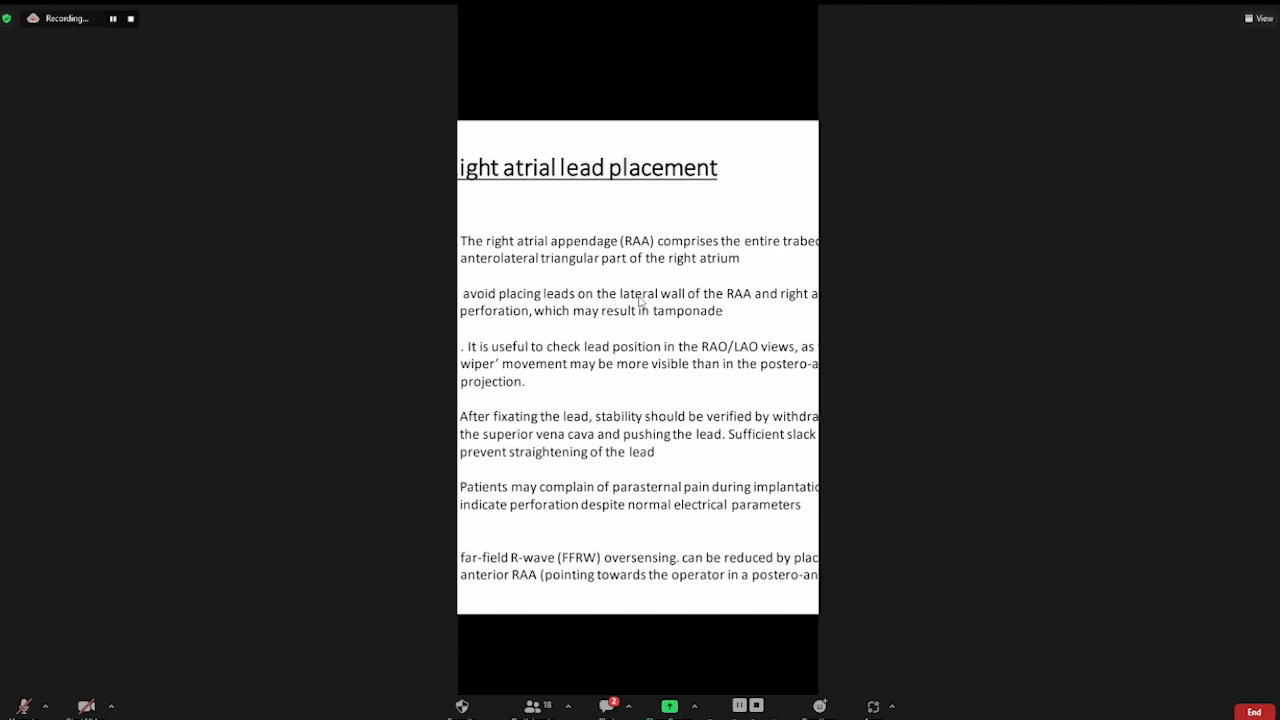 Recording...
View
ight atrial lead placement
The right atrial appendage (RAA) comprises the entire trabec
anterolateral triangular part of the right atrium
avoid placing leads on the lateral wall of the RAA and right a
perforation, which may result in tamponade
. It is useful to check lead position in the RAO/LAO views, as
wiper’ movement may be more visible than in the postero-a
projection.
After fixating the lead, stability should be verified by withdra
the superior vena cava and pushing the lead. Sufficient slack
prevent straightening of the lead
Patients may complain of parasternal pain during implantatio
indicate perforation despite normal electrical parameters
far-field R-wave (FFRW) oversensing. can be reduced by plac
anterior RAA (pointing towards the operator in a postero-an
18
2
End